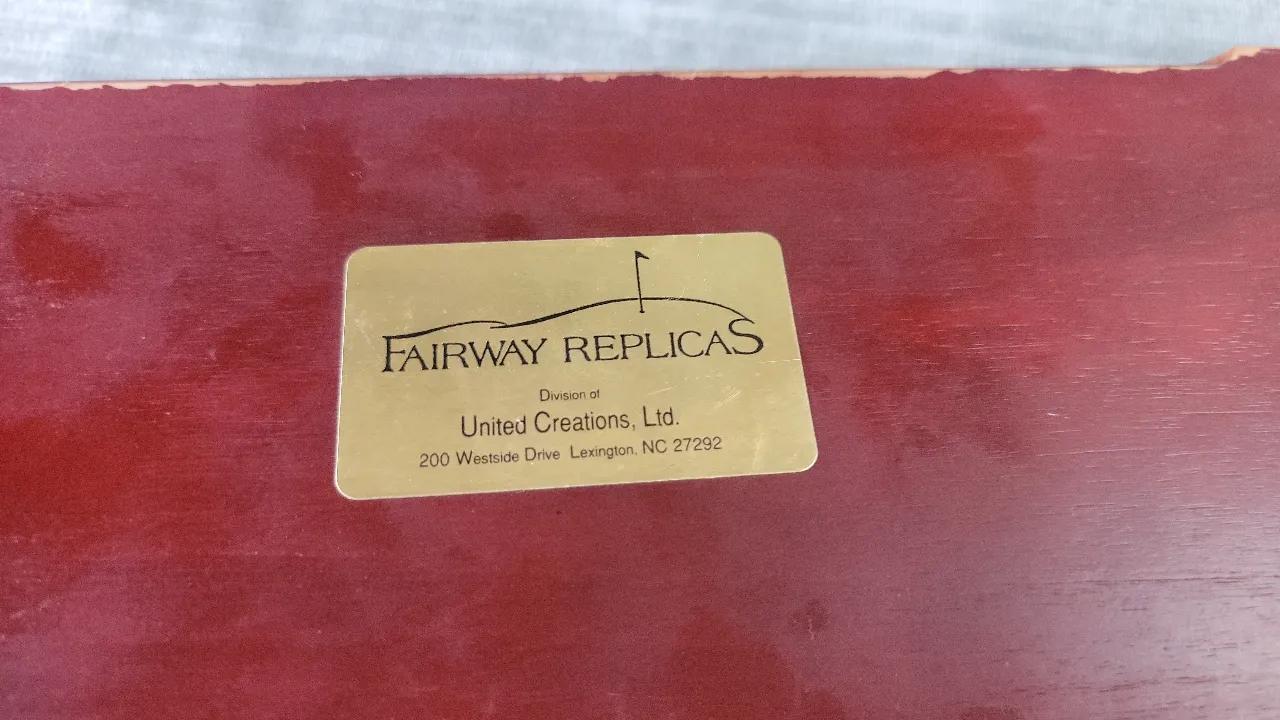 FAIRWAY REPLICAS
Division of
United Creations, Ltd.
200 Westside Drive Lexington, NC 27292